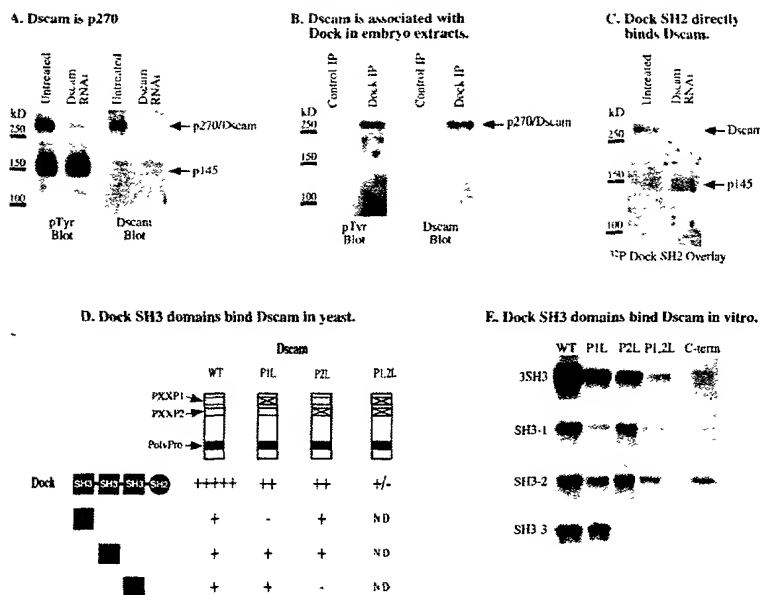 A. Dscam is p270
Untreated
Dscam RNAi
Untreated
Dscam RNAi
kD
250
150
100
p270/Dscam
p145
pTyr Blot
Dscam Blot
B. Dscam is associated with
Dock in embryo extracts.
Control IP
Dock IP
Control IP
Dock IP
kD
250
150
100
p270/Dscam
pTyr Blot
Dscam Blot
C. Dock SH2 directly
binds Dscam.
Untreated
Dscam RNAi
kD
250
150
100
Dscam
p145
32P Dock SH2 Overlay
D. Dock SH3 domains bind Dscam in yeast.
Dscam
WT P1L P2L P1,2L
PXXP1
PXXP2
PolyPro
Dock SH3 SH3 SH3 SH2 +++++ ++ ++ +/-
+ - + ND
+ + + ND
+ + - ND
E. Dock SH3 domains bind Dscam in vitro.
WT P1L P2L P1,2L C-term
3SH3
SH3-1
SH3-2
SH3-3